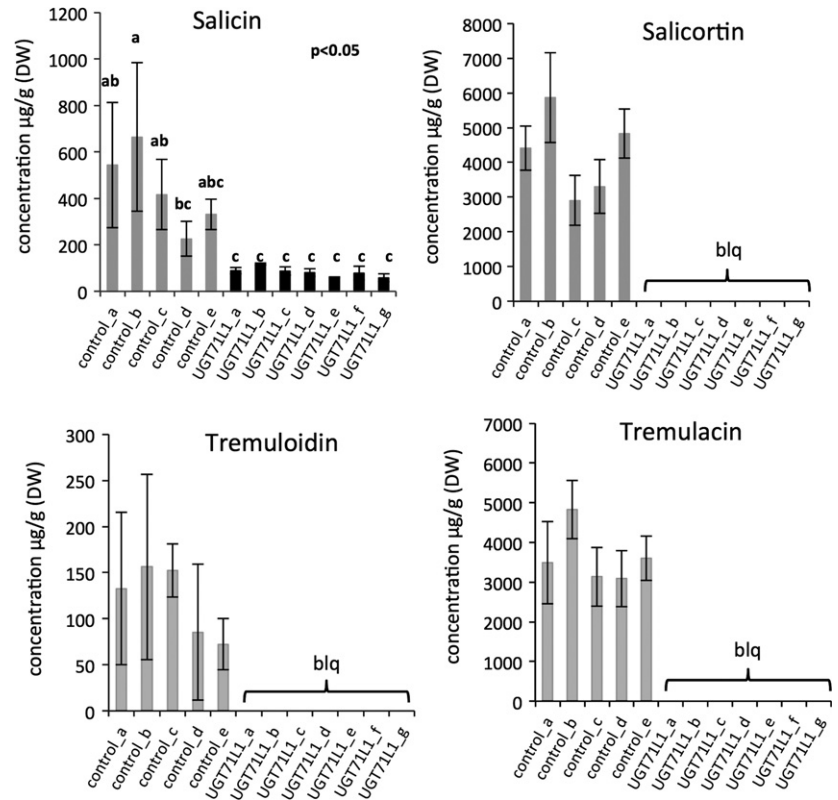 Salicin
p<0.05
concentration µg/g (DW)
1200
1000
800
600
400
200
0
ab
a
ab
bc
abc
c
c
c
c
c
c
c
control_a
control_b
control_c
control_d
control_e
UGT71L1_a
UGT71L1_b
UGT71L1_c
UGT71L1_d
UGT71L1_e
UGT71L1_f
UGT71L1_g
Salicortin
concentration µg/g (DW)
8000
7000
6000
5000
4000
3000
2000
1000
0
blq
control_a
control_b
control_c
control_d
control_e
UGT71L1_a
UGT71L1_b
UGT71L1_c
UGT71L1_d
UGT71L1_e
UGT71L1_f
UGT71L1_g
Tremuloidin
concentration µg/g (DW)
300
250
200
150
100
50
0
blq
control_a
control_b
control_c
control_d
control_e
UGT71L1_a
UGT71L1_b
UGT71L1_c
UGT71L1_d
UGT71L1_e
UGT71L1_f
UGT71L1_g
Tremulacin
concentration µg/g (DW)
7000
6000
5000
4000
3000
2000
1000
0
blq
control_a
control_b
control_c
control_d
control_e
UGT71L1_a
UGT71L1_b
UGT71L1_c
UGT71L1_d
UGT71L1_e
UGT71L1_f
UGT71L1_g